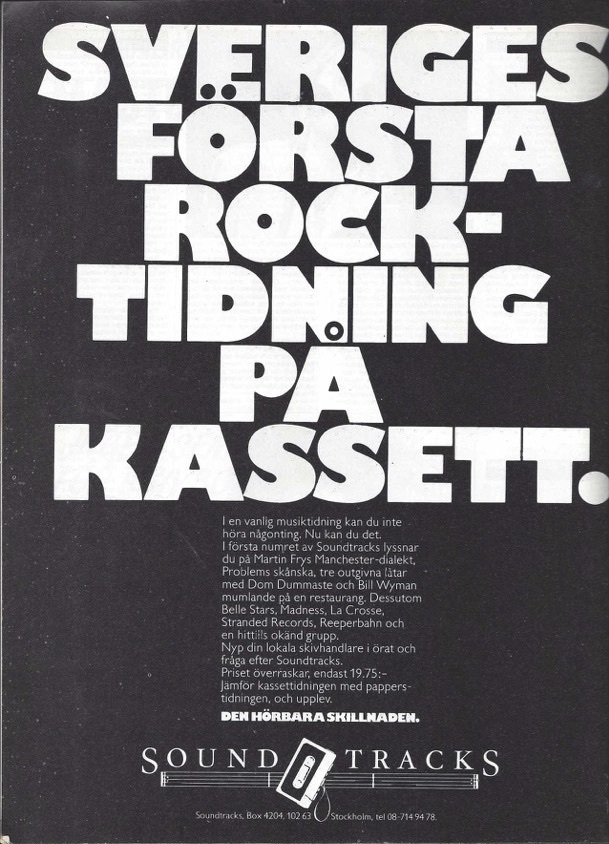 SVERIGES
FÖRSTA
ROCK-
TIDNING
PÅ
KASSETT.
I en vanlig musiktidning kan du inte
höra någonting. Nu kan du det.
I första numret av Soundtracks lyssnar
du på Martin Frys Manchester-dialekt,
Problems skånska, tre outgivna låtar
med Dom Dummaste och Bill Wyman
mumlande på en restaurang. Dessutom
Belle Stars, Madness, La Crosse,
Stranded Records, Reeperbahn och
en hittills okänd grupp.
Nyp din lokala skivhandlare i örat och
fråga efter Soundtracks.
Priset överraskar, endast 19.75:–
Jämför kassettidningen med pappers-
tidningen, och upplev.
DEN HÖRBARA SKILLNADEN.
SOUNDTRACKS
Soundtracks, Box 4204, 102 63 Stockholm, tel 08-714 94 78.